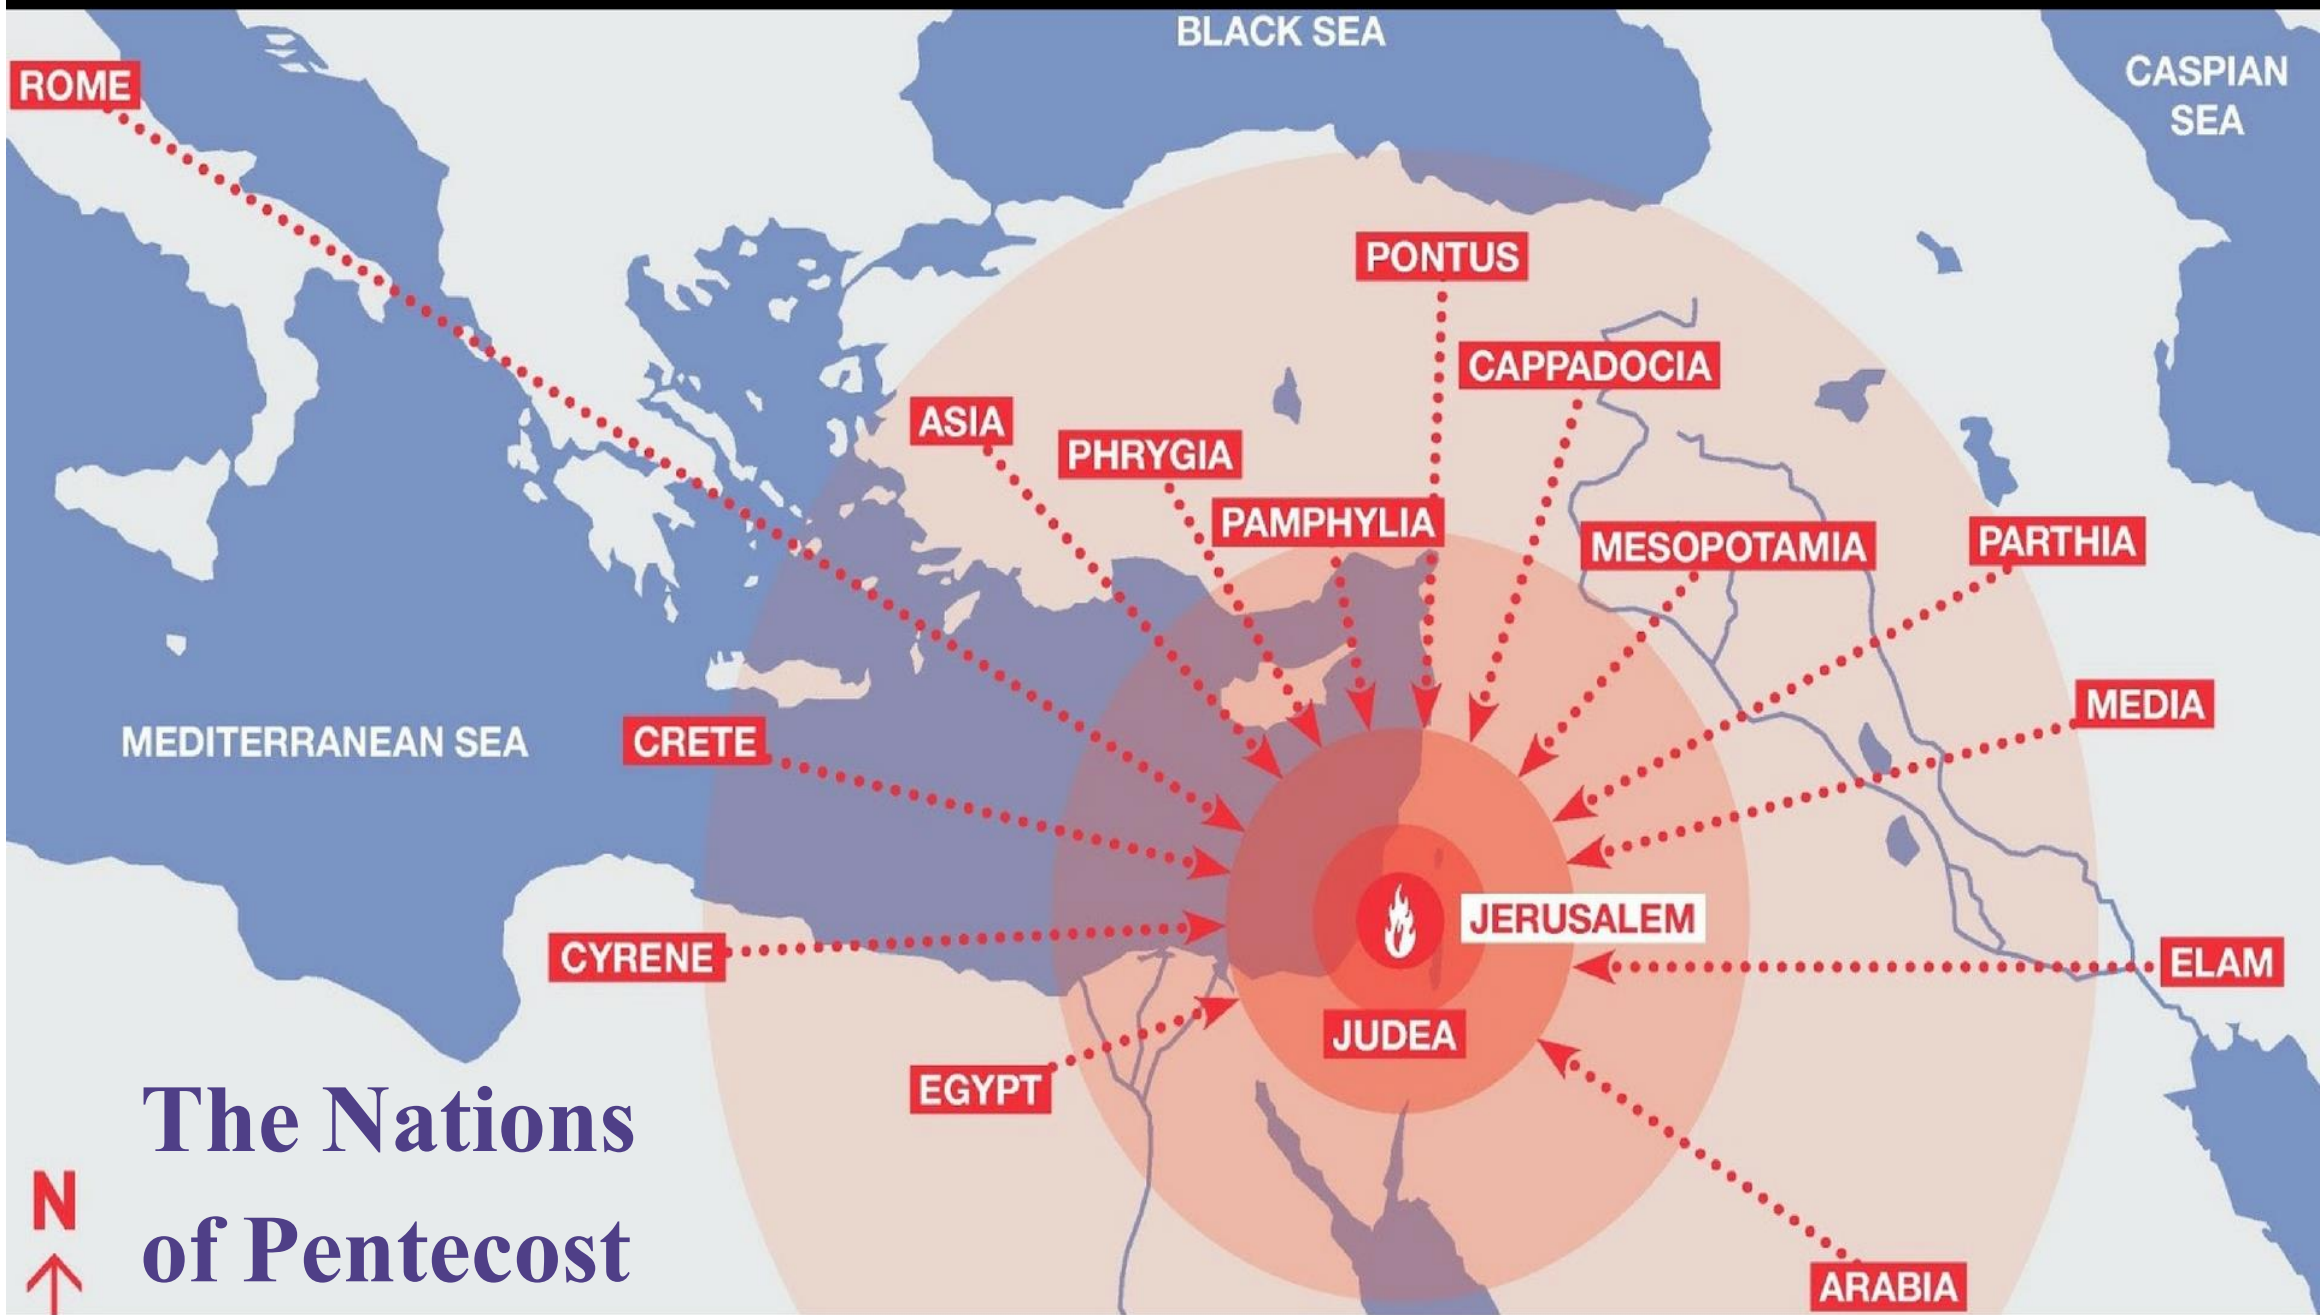 BLACK SEA
CASPIAN
SEA
ROME
PONTUS
CAPPADOCIA
ASIA
PHRYGIA
PAMPHYLIA
MESOPOTAMIA
PARTHIA
MEDIA
MEDITERRANEAN SEA
CRETE
JERUSALEM
CYRENE
ELAM
JUDEA
EGYPT
ARABIA
The Nations
of Pentecost
N